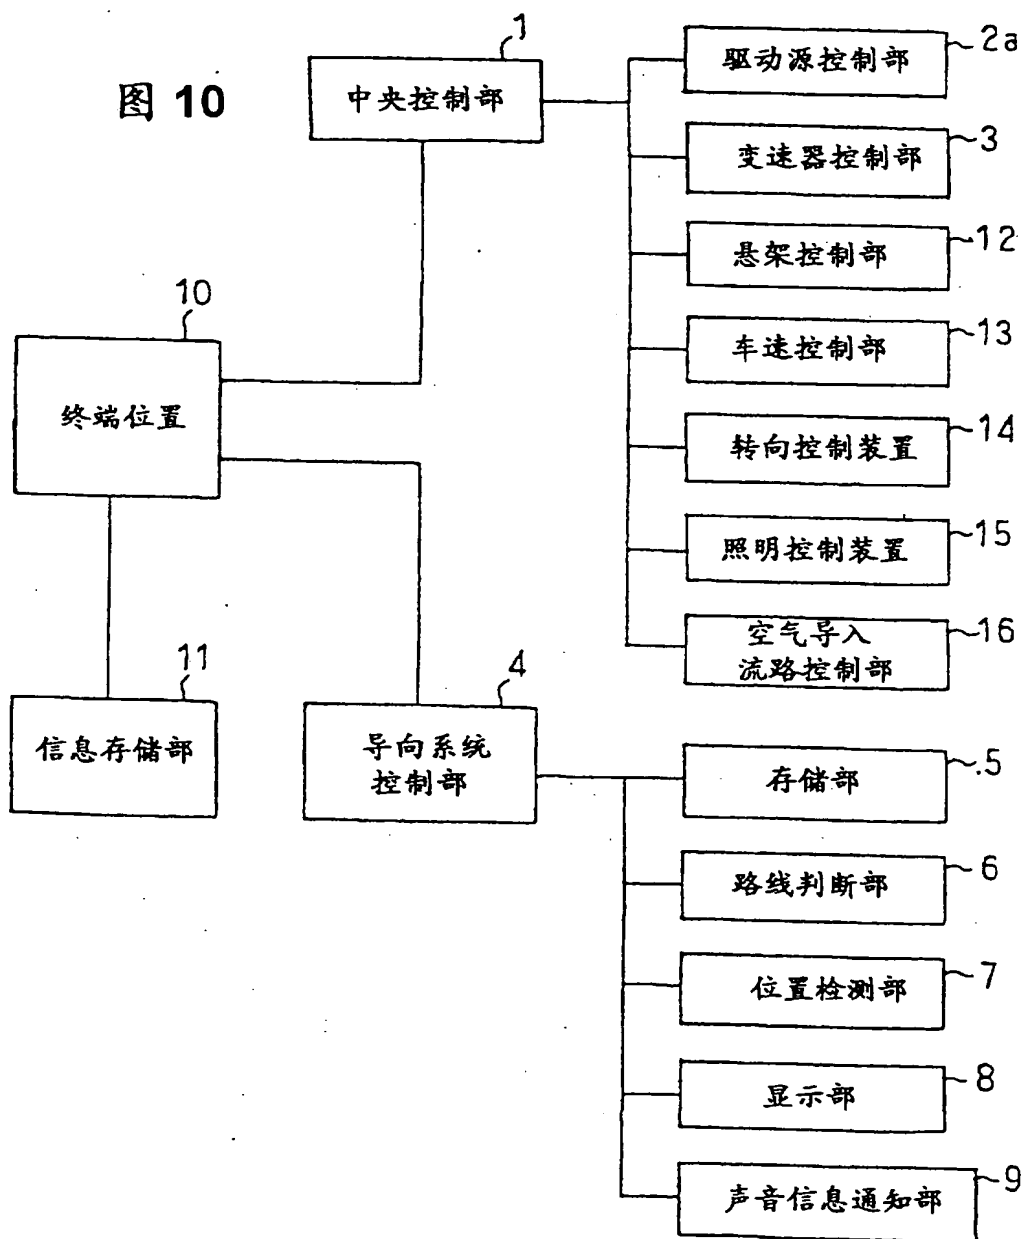 图 10
1
中央控制部
2a
驱动源控制部
3
变速器控制部
12
悬架控制部
13
车速控制部
14
转向控制装置
15
照明控制装置
16
空气导入
流路控制部
10
终端位置
11
信息存储部
4
导向系统
控制部
5
存储部
6
路线判断部
7
位置检测部
8
显示部
9
声音信息通知部